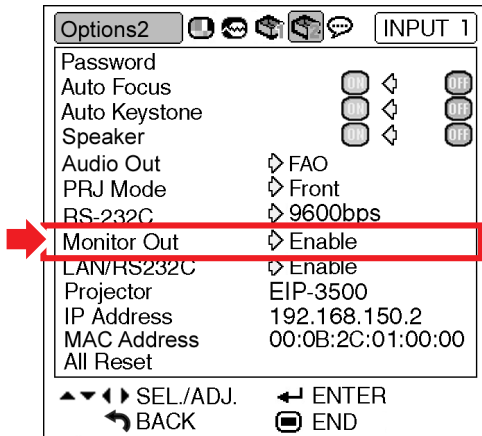 Options2 1 2 INPUT 1
Password
Auto Focus ON OFF
Auto Keystone ON OFF
Speaker ON OFF
Audio Out FAO
PRJ Mode Front
RS-232C 9600bps
Monitor Out Enable
LAN/RS232C Enable
Projector EIP-3500
IP Address 192.168.150.2
MAC Address 00:0B:2C:01:00:00
All Reset
SEL./ADJ. ENTER
BACK END